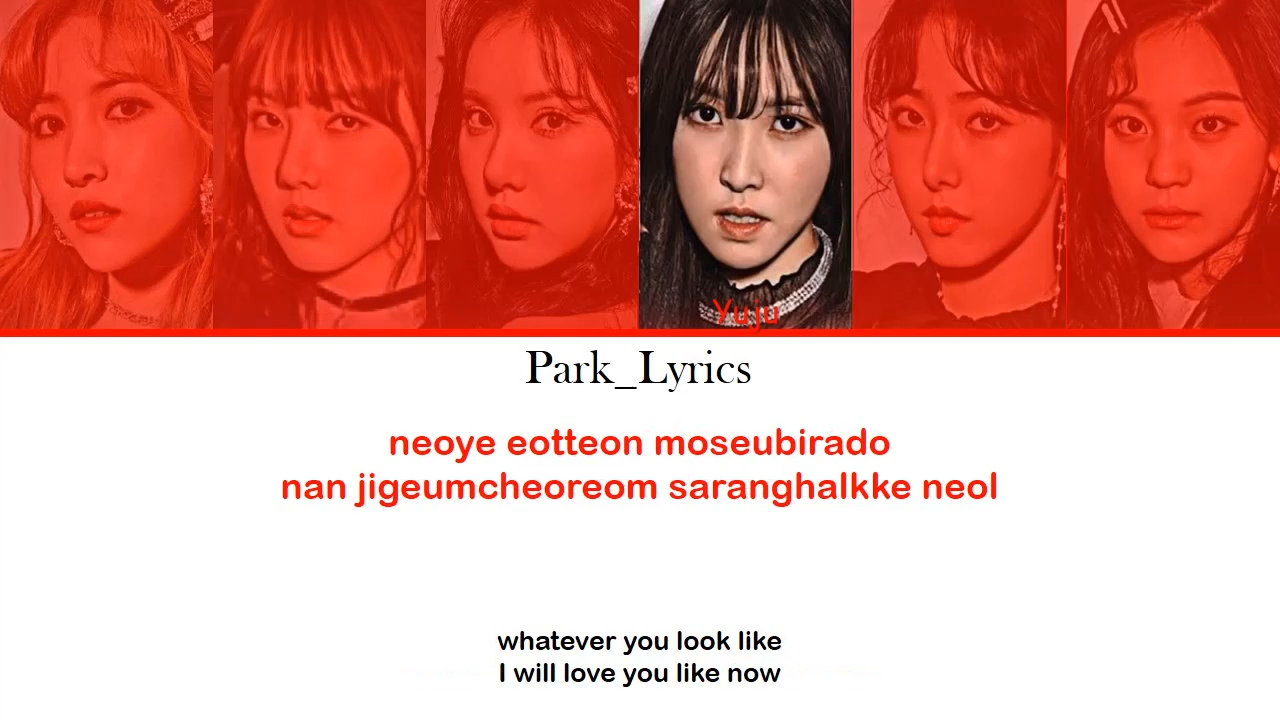 Yuju
Park_Lyrics
neoye eotteon moseubirado
nan jigeumcheoreom saranghalkke neol
whatever you look like
I will love you like now